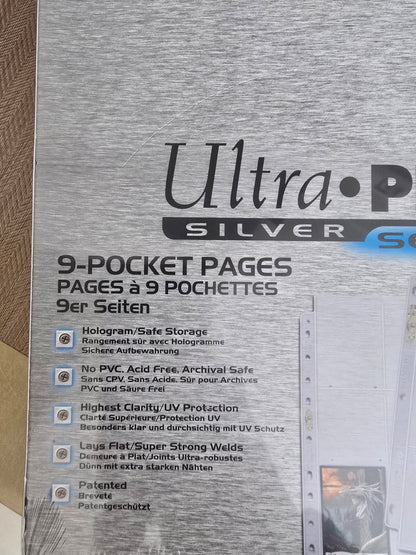 Ultra•P
SILVER SE
9-POCKET PAGES
PAGES à 9 POCHETTES
9er Seiten
Hologram/Safe Storage
Rangement sûr avec Hologramme
Sichere Aufbewahrung
No PVC, Acid Free, Archival Safe
Sans CPV, Sans Acide, Sûr pour Archives
PVC und Säure Frei
Highest Clarity/UV Protection
Clarté Supérieure/Protection UV
Besonders klar und durchsichtig mit UV Schutz
Lays Flat/Super Strong Welds
Demeure à Plat/Joints Ultra-robustes
Dünn mit extra starken Nähten
Patented
Breveté
Patentgeschützt